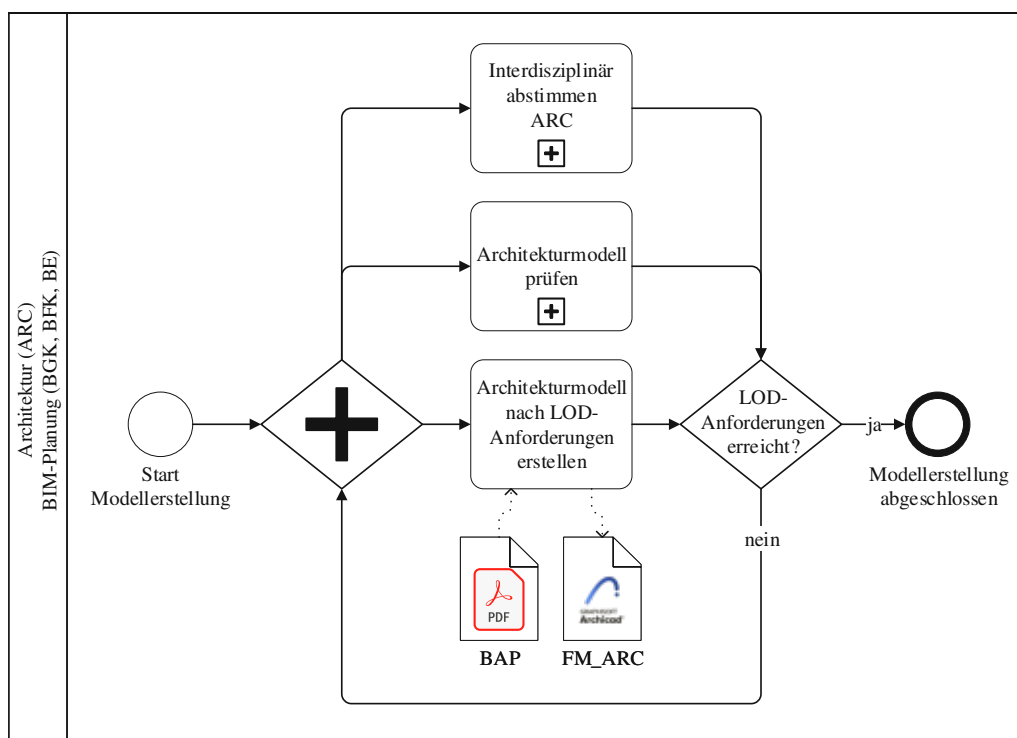 Architektur (ARC)
BIM-Planung (BGK, BFK, BE)
Start
Modellerstellung
Interdisziplinär
abstimmen
ARC
Architekturmodell
prüfen
Architekturmodell
nach LOD-
Anforderungen
erstellen
LOD-
Anforderungen
erreicht?
ja
Modellerstellung
abgeschlossen
nein
PDF
BAP
GRAPHISOFT
Archicad
FM_ARC